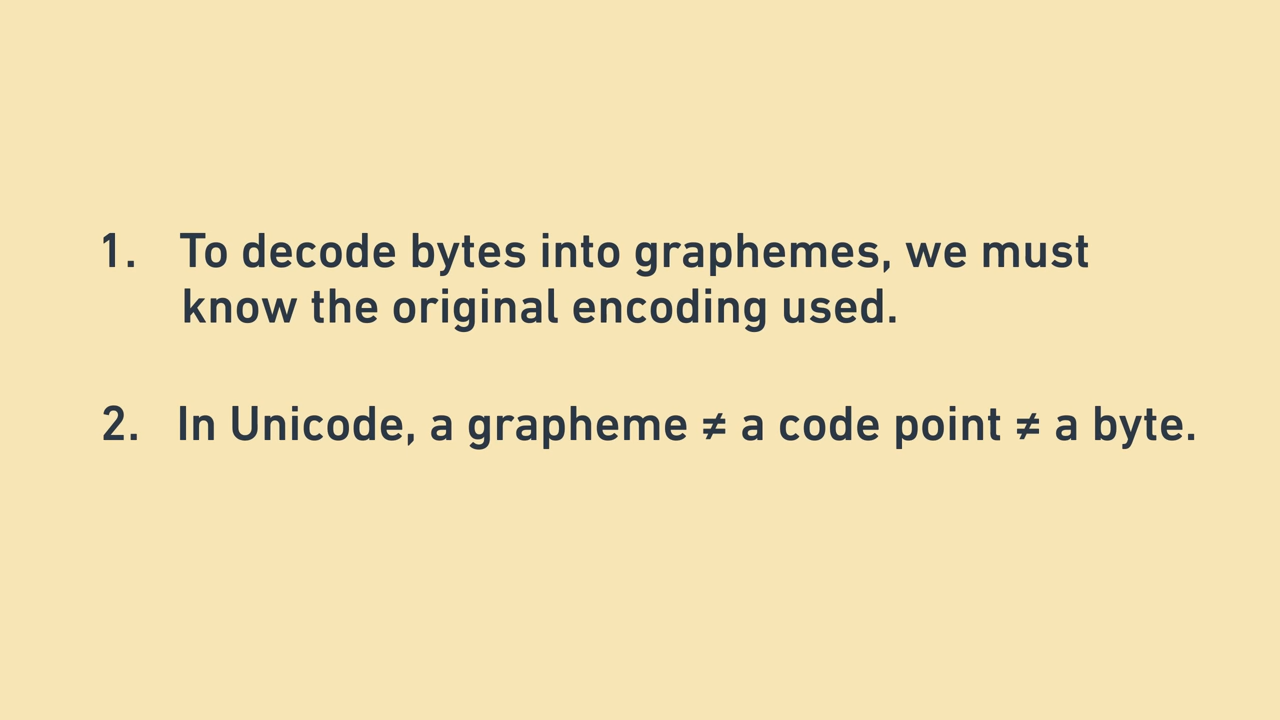 1. To decode bytes into graphemes, we must
know the original encoding used.
2. In Unicode, a grapheme ≠ a code point ≠ a byte.